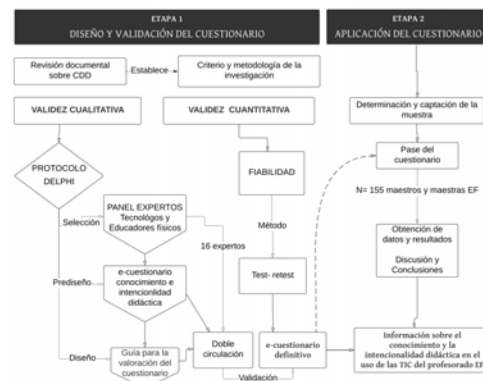 ETAPA 1
DISEÑO Y VALIDACIÓN DEL CUESTIONARIO
ETAPA 2
APLICACIÓN DEL CUESTIONARIO
Revisión documental
sobre CDD
Establece
Criterio y metodología de la
investigación
VALIDEZ CUALITATIVA
VALIDEZ CUANTITATIVA
Determinación y captación de la
muestra
PROTOCOLO
DELPHI
FIABILIDAD
Pase del
cuestionario
N= 155 maestros y maestras EF
Selección
PANEL EXPERTOS
Tecnológos y
Educadores físicos
Método
16 expertos
Obtención de
datos y resultados
Discusión y
Conclusiones
Prediseño
e-cuestionario
conocimiento e
intencionlidad
didáctica
Test- retest
Diseño
Guía para la
valoración del
cuestionario
Doble
circulación
Validación
e-cuestionario
definitivo
Información sobre el
conocimiento y la
intencionalidad didáctica en el
uso de las TIC del profesorado EF